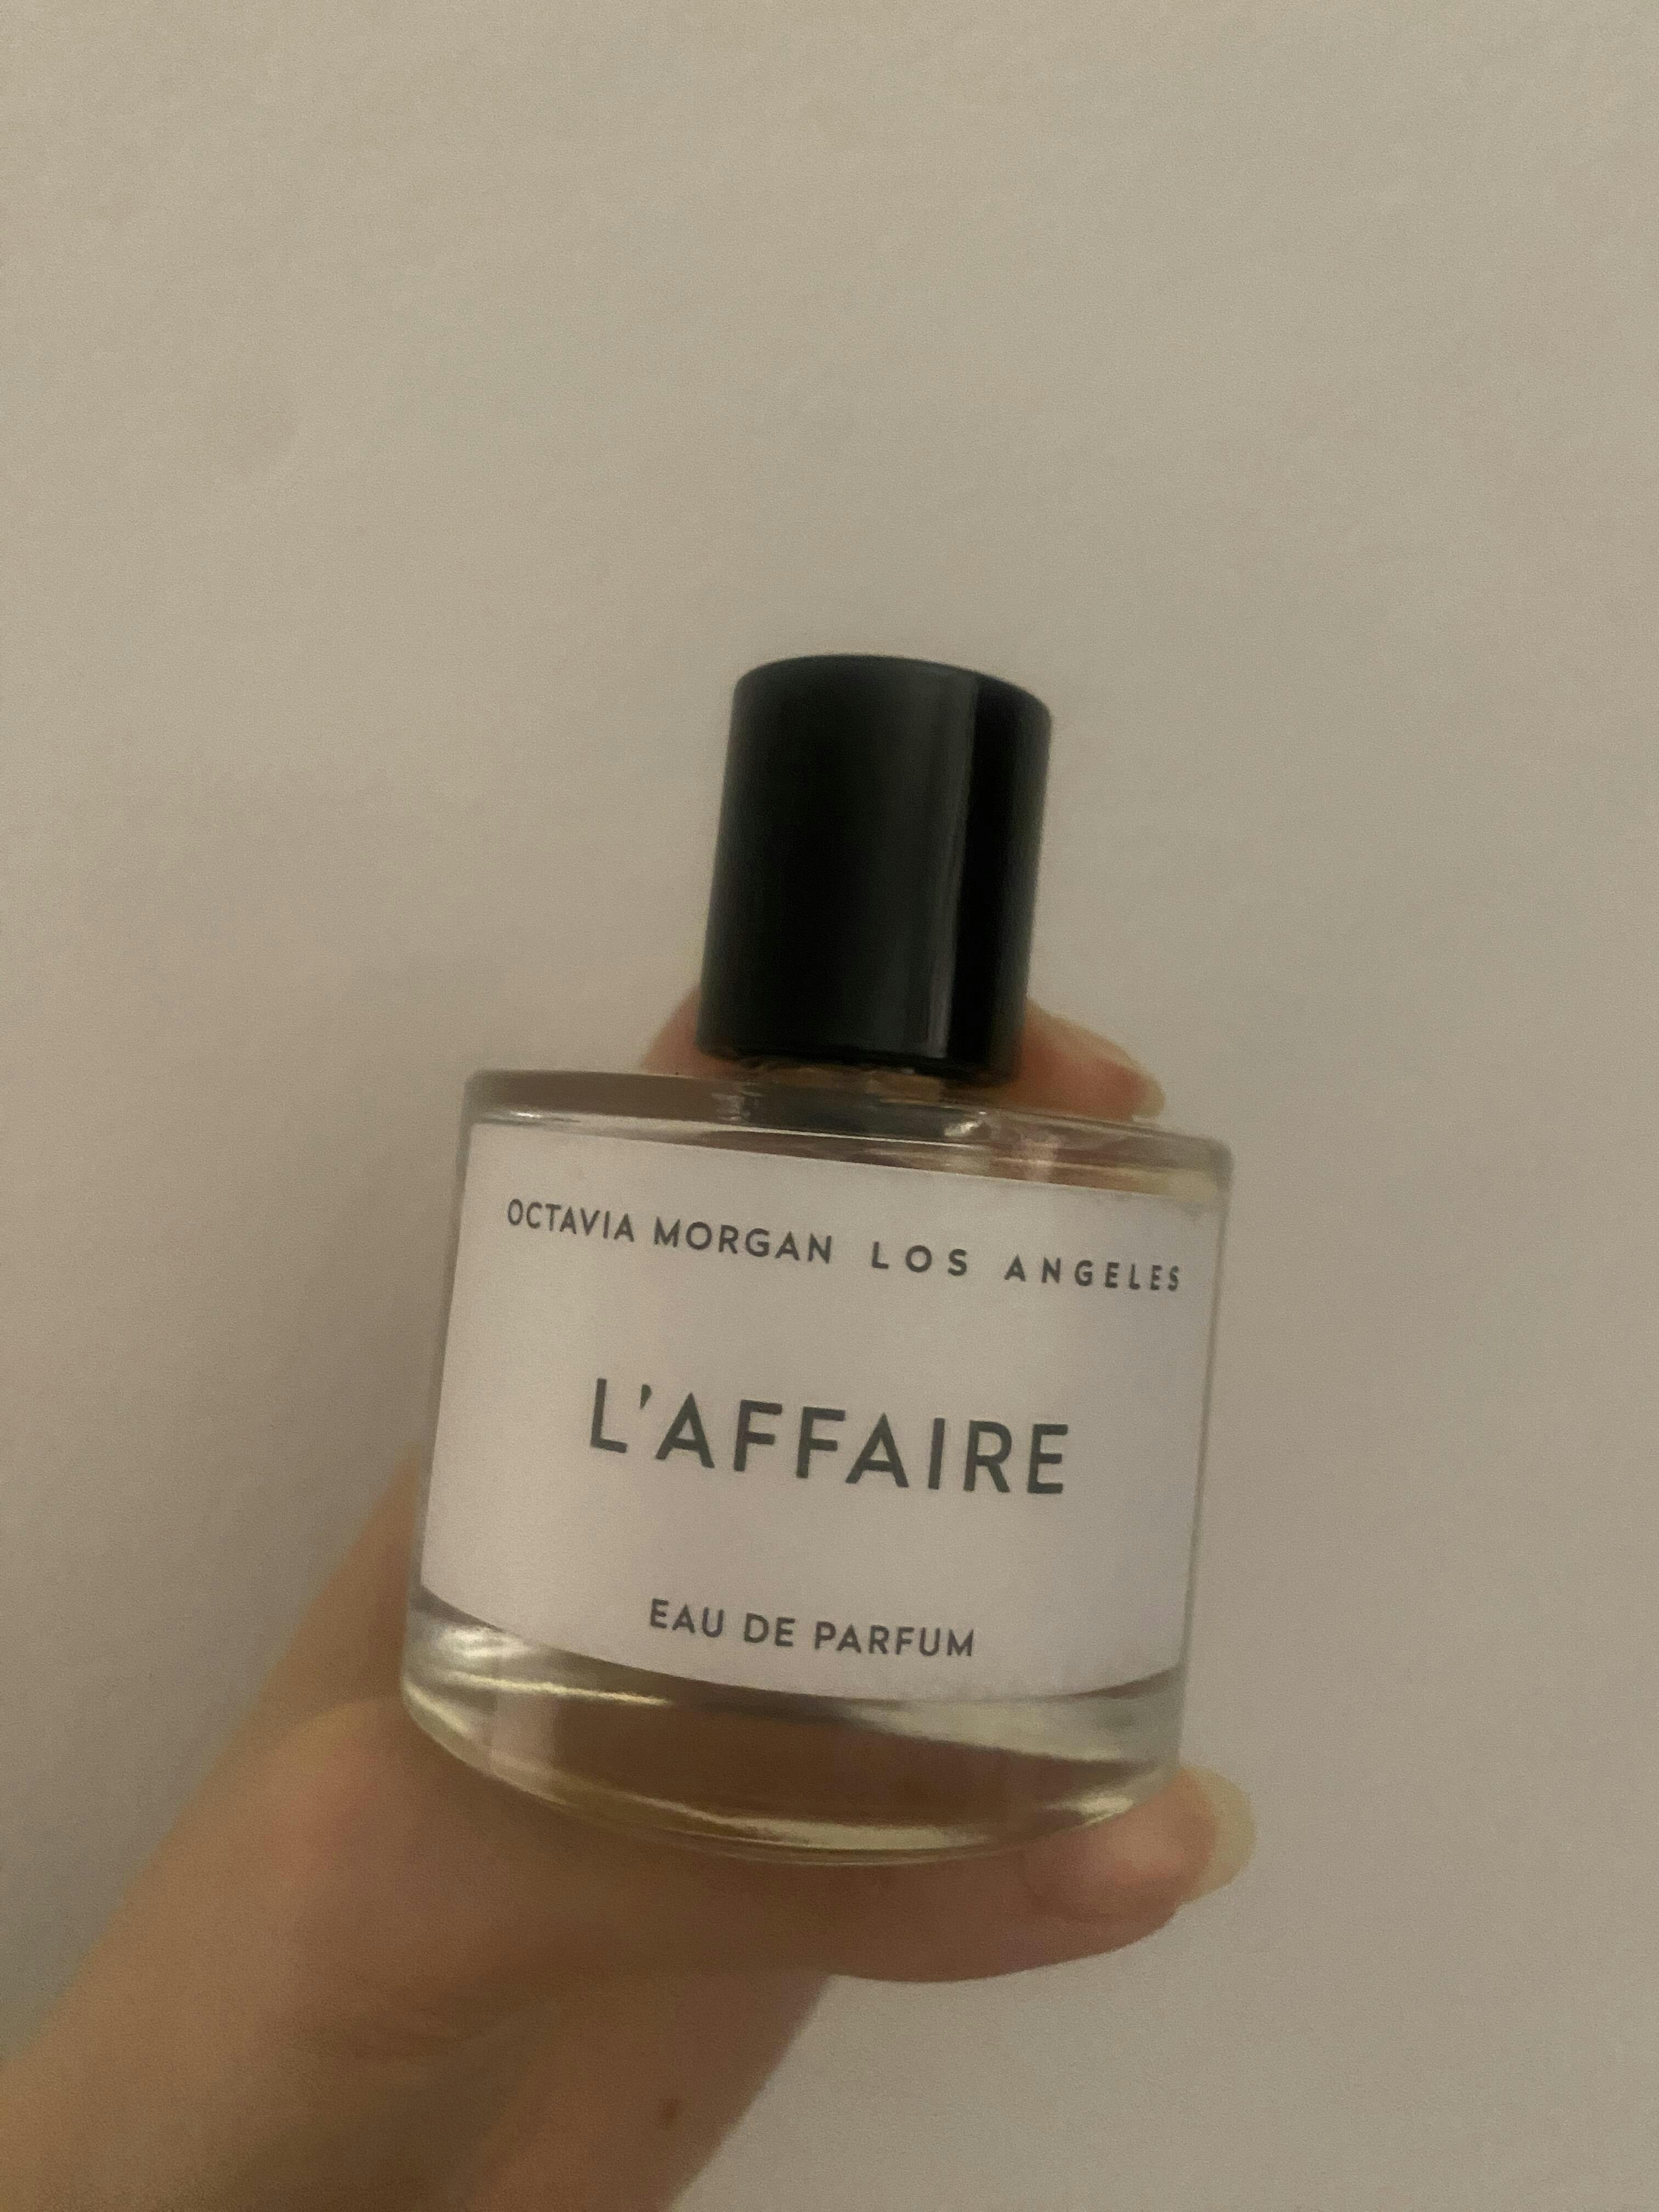 OCTAVIA MORGAN LOS ANGELES
L'AFFAIRE
EAU DE PARFUM